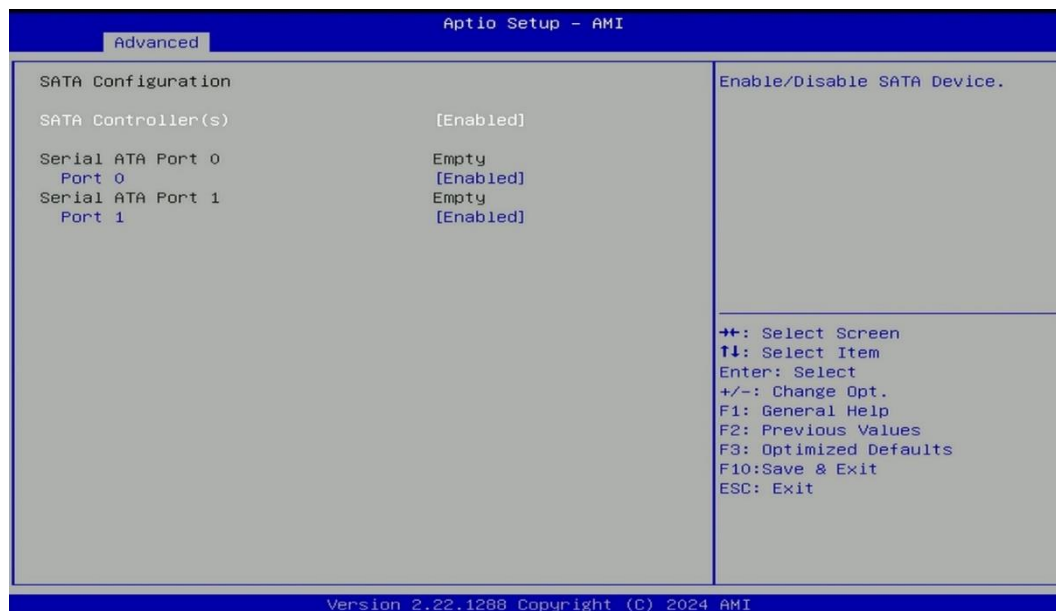 Aptio Setup – AMI
Advanced
SATA Configuration
SATA Controller(s) [Enabled]
Serial ATA Port 0 Empty
Port 0 [Enabled]
Serial ATA Port 1 Empty
Port 1 [Enabled]
Enable/Disable SATA Device.
→←: Select Screen
↑↓: Select Item
Enter: Select
+/-: Change Opt.
F1: General Help
F2: Previous Values
F3: Optimized Defaults
F10:Save & Exit
ESC: Exit
Version 2.22.1288 Copyright (C) 2024 AMI